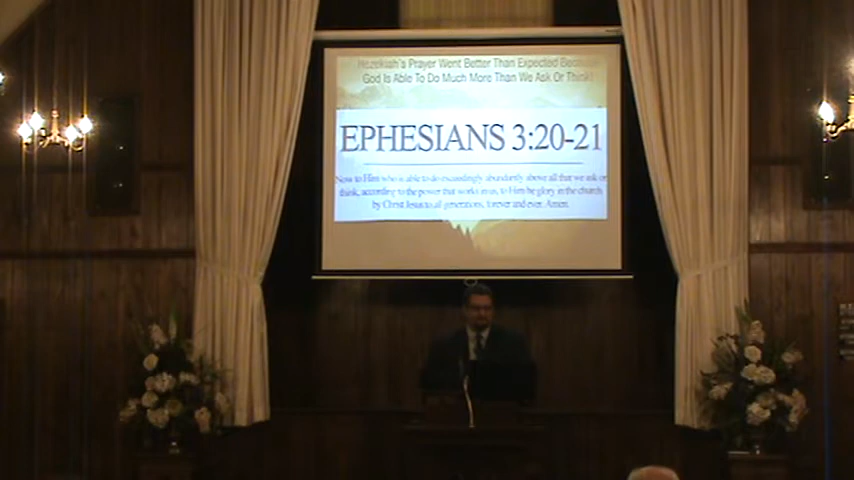 Hezekiah's Prayer Went Better Than Expected Because
God Is Able To Do Much More Than We Ask Or Think!
EPHESIANS 3:20-21
Now to Him who is able to do exceedingly abundantly above all that we ask or
think, according to the power that works in us, to Him be glory in the church
by Christ Jesus to all generations, forever and ever. Amen.